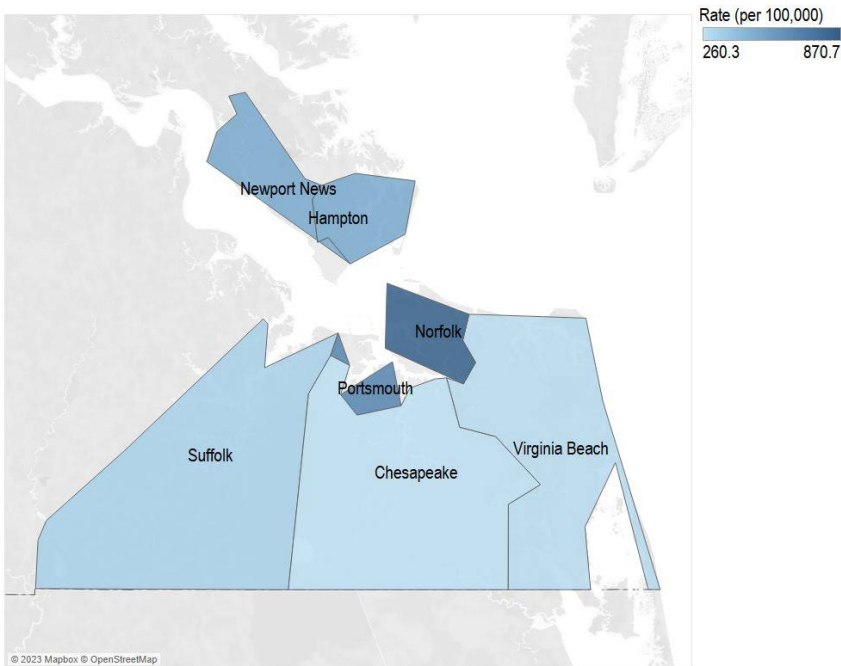 Rate (per 100,000)
260.3 870.7
Newport News
Hampton
Norfolk
Portsmouth
Suffolk
Virginia Beach
Chesapeake
© 2023 Mapbox © OpenStreetMap